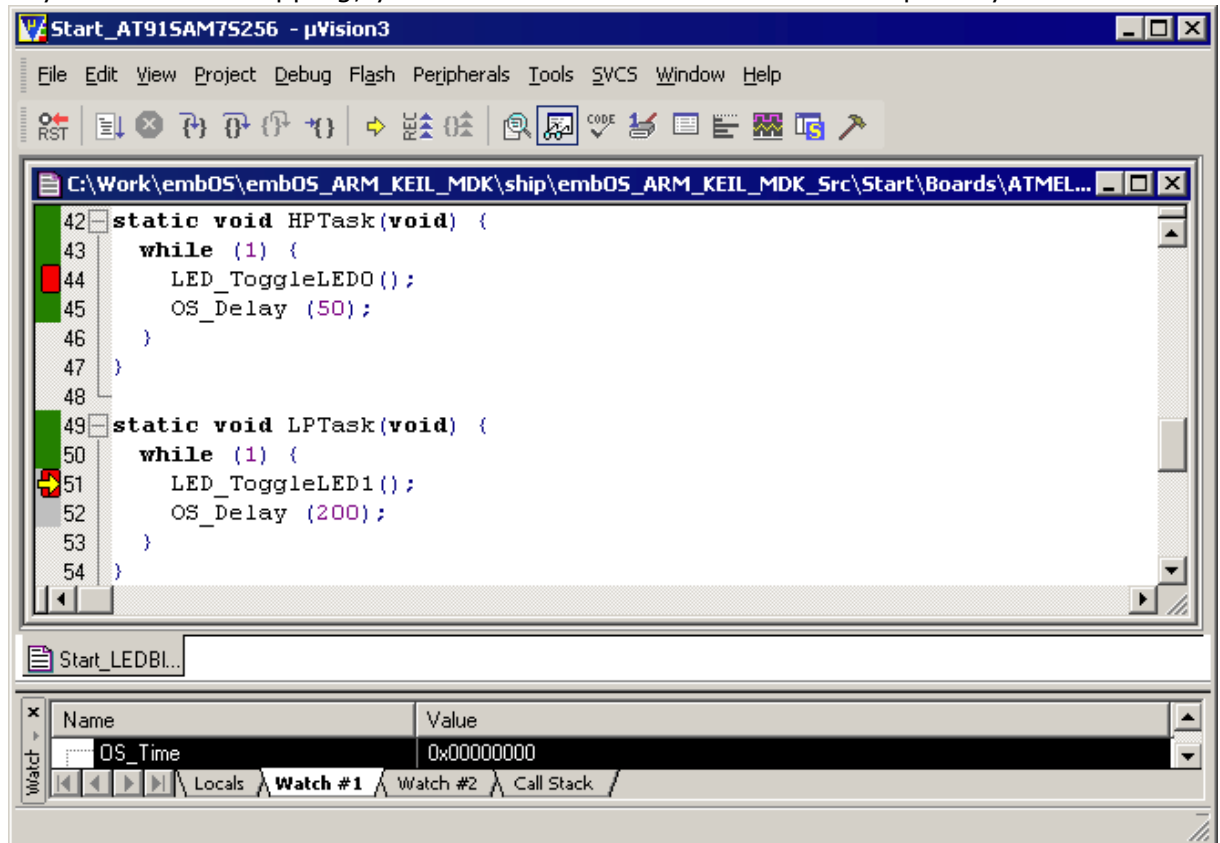 Start_AT91SAM7S256 - µVision3
File Edit View Project Debug Flash Peripherals Tools SVCS Window Help
RST CODE
C:\Work\embOS\embOS_ARM_KEIL_MDK\ship\embOS_ARM_KEIL_MDK_Src\Start\Boards\ATMEL...
42 static void HPTask(void) {
43 while (1) {
44 LED_ToggleLED0();
45 OS_Delay (50);
46 }
47 }
48
49 static void LPTask(void) {
50 while (1) {
51 LED_ToggleLED1();
52 OS_Delay (200);
53 }
54 }
Start_LEDBl...
Name Value
OS_Time 0x00000000
Watch
Locals Watch #1 Watch #2 Call Stack